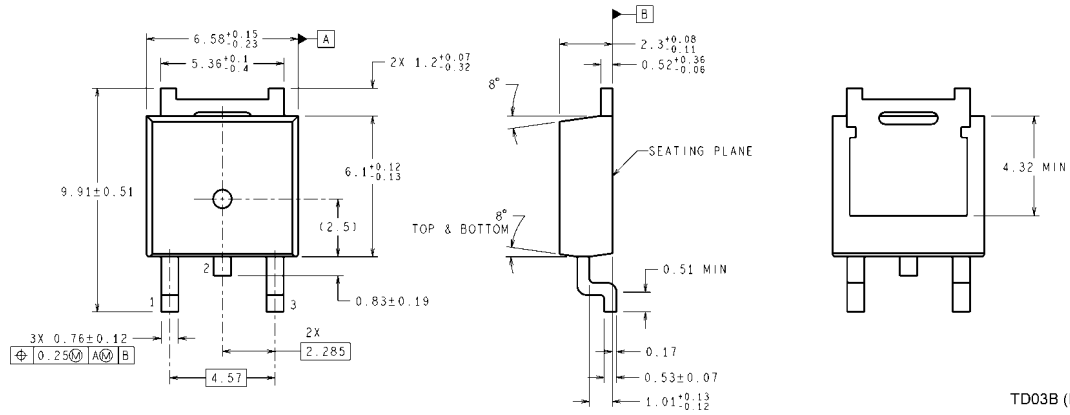 B
6.58+0.15-0.23
A
5.36+0.1-0.4
2X 1.2+0.07-0.32
2.3+0.08-0.11
0.52+0.36-0.06
8°
SEATING PLANE
9.91±0.51
6.1+0.12-0.13
4.32 MIN
(2.5)
8°
TOP & BOTTOM
2
0.51 MIN
1
3
0.83±0.19
3X 0.76±0.12
2X
⌖ 0.25Ⓜ AⓂ B
2.285
0.17
4.57
0.53±0.07
1.01+0.13-0.12
TD03B (